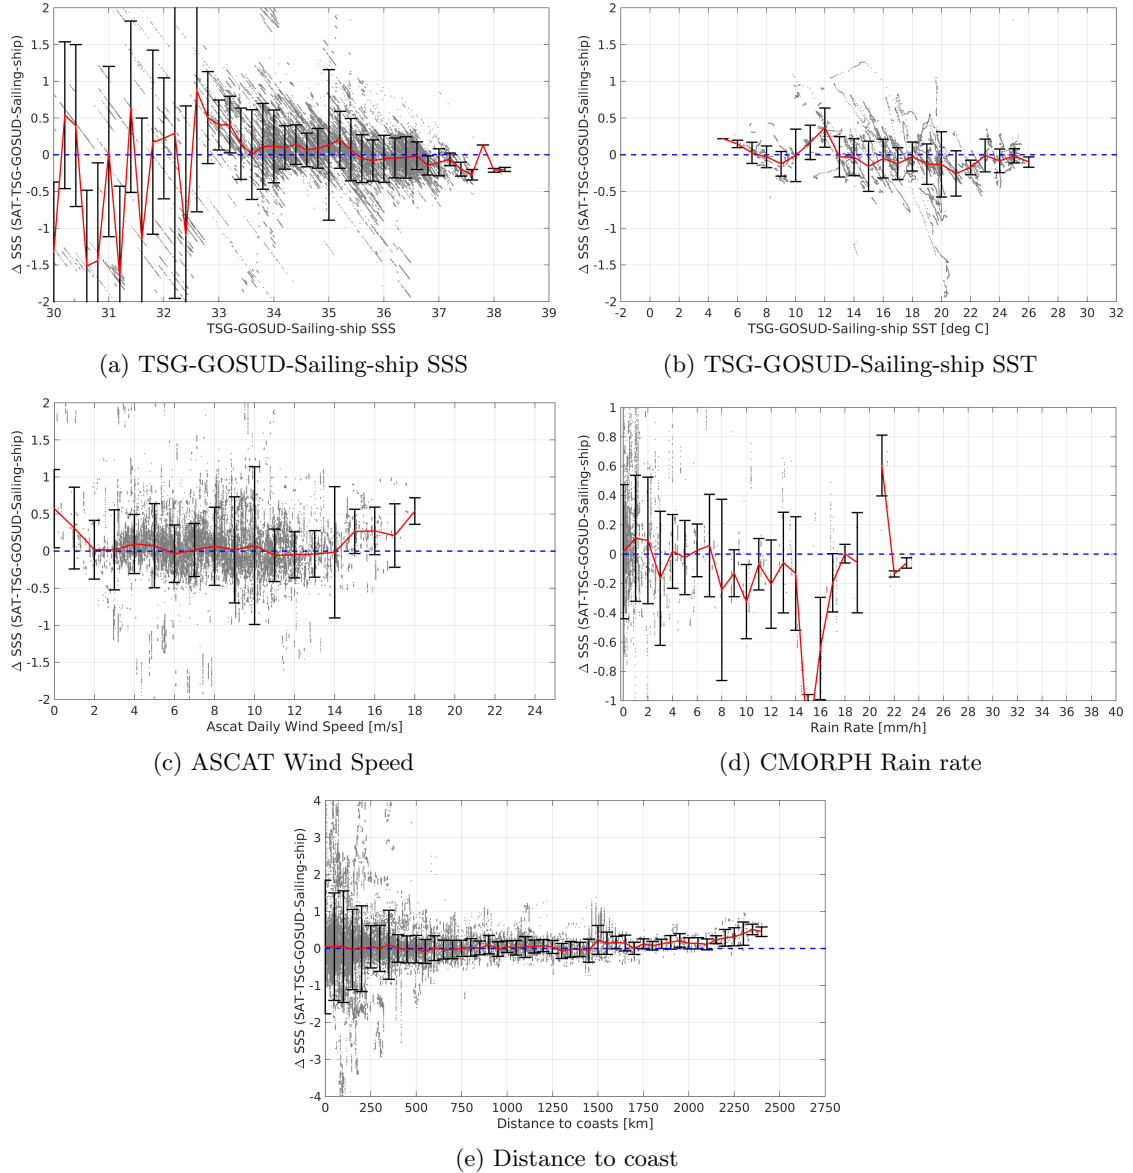 Δ SSS (SAT-TSG-GOSUD-Sailing-ship)
2
1.5
1
0.5
0
-0.5
-1
-1.5
-2
30 31 32 33 34 35 36 37 38 39
TSG-GOSUD-Sailing-ship SSS
(a) TSG-GOSUD-Sailing-ship SSS
Δ SSS (SAT-TSG-GOSUD-Sailing-ship)
2
1.5
1
0.5
0
-0.5
-1
-1.5
-2
-2 0 2 4 6 8 10 12 14 16 18 20 22 24 26 28 30 32
TSG-GOSUD-Sailing-ship SST [deg C]
(b) TSG-GOSUD-Sailing-ship SST
Δ SSS (SAT-TSG-GOSUD-Sailing-ship)
2
1.5
1
0.5
0
-0.5
-1
-1.5
-2
0 2 4 6 8 10 12 14 16 18 20 22 24
Ascat Daily Wind Speed [m/s]
(c) ASCAT Wind Speed
Δ SSS (SAT-TSG-GOSUD-Sailing-ship)
1
0.8
0.6
0.4
0.2
0
-0.2
-0.4
-0.6
-0.8
-1
0 2 4 6 8 10 12 14 16 18 20 22 24 26 28 30 32 34 36 38 40
Rain Rate [mm/h]
(d) CMORPH Rain rate
Δ SSS (SAT-TSG-GOSUD-Sailing-ship)
4
3
2
1
0
-1
-2
-3
-4
0 250 500 750 1000 1250 1500 1750 2000 2250 2500 2750
Distance to coasts [km]
(e) Distance to coast